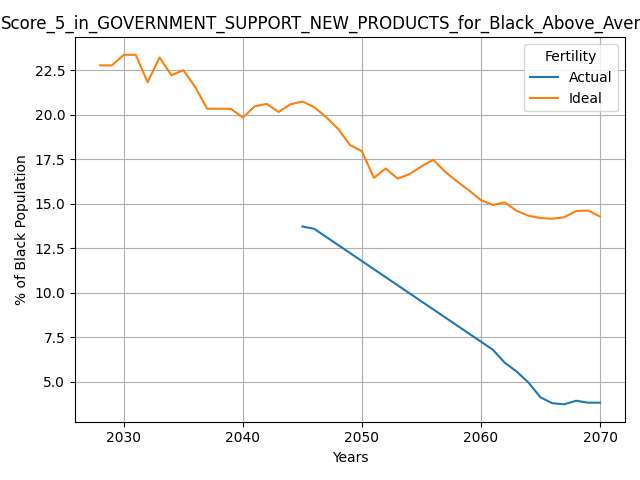 Score_5_in_GOVERNMENT_SUPPORT_NEW_PRODUCTS_for_Black_Above_Aver
Fertility
Actual
Ideal
22.5
20.0
17.5
15.0
12.5
10.0
7.5
5.0
% of Black Population
2030
2040
2050
2060
2070
Years